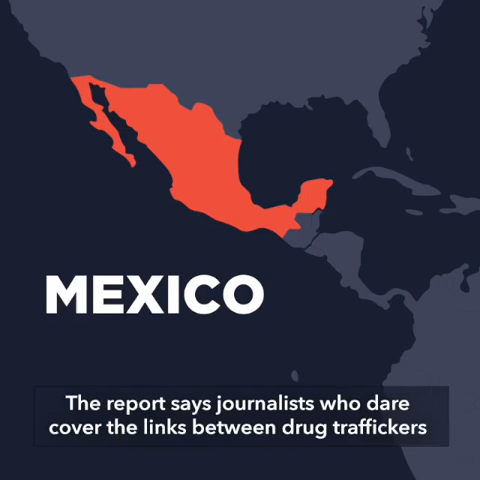 MEXICO
The report says journalists who dare
cover the links between drug traffickers